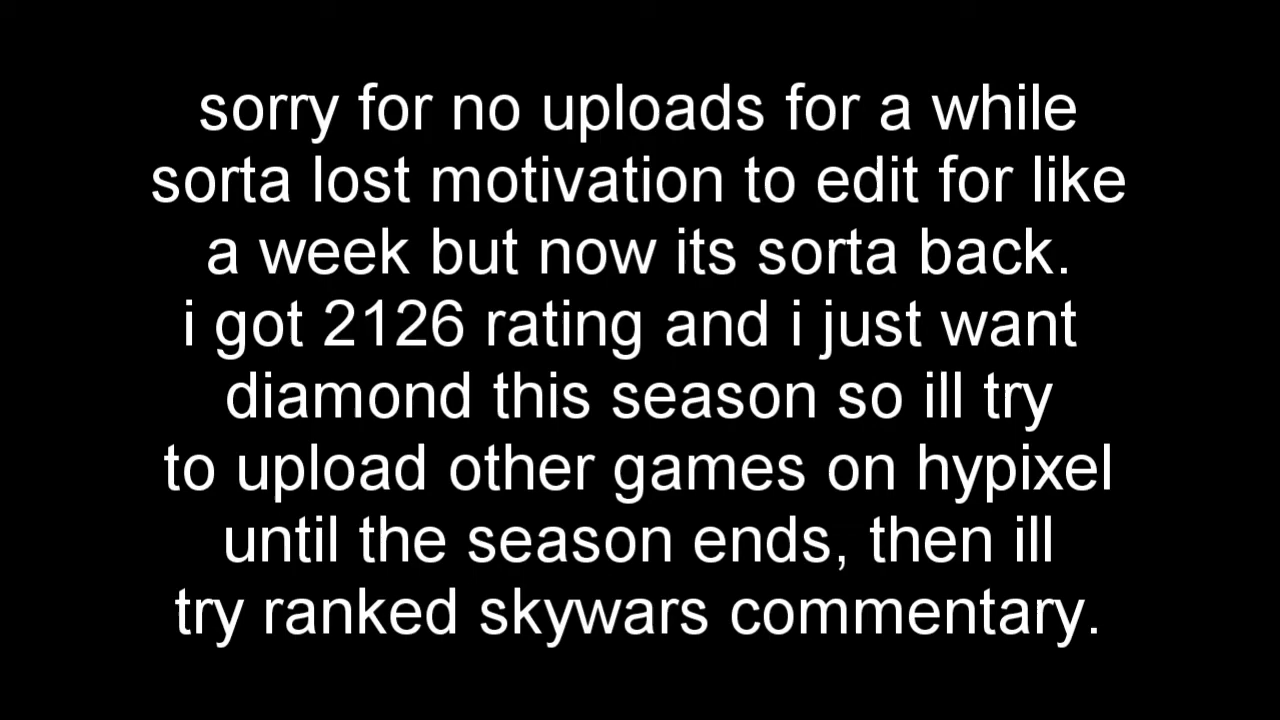 sorry for no uploads for a while
sorta lost motivation to edit for like
a week but now its sorta back.
i got 2126 rating and i just want
diamond this season so ill try
to upload other games on hypixel
until the season ends, then ill
try ranked skywars commentary.